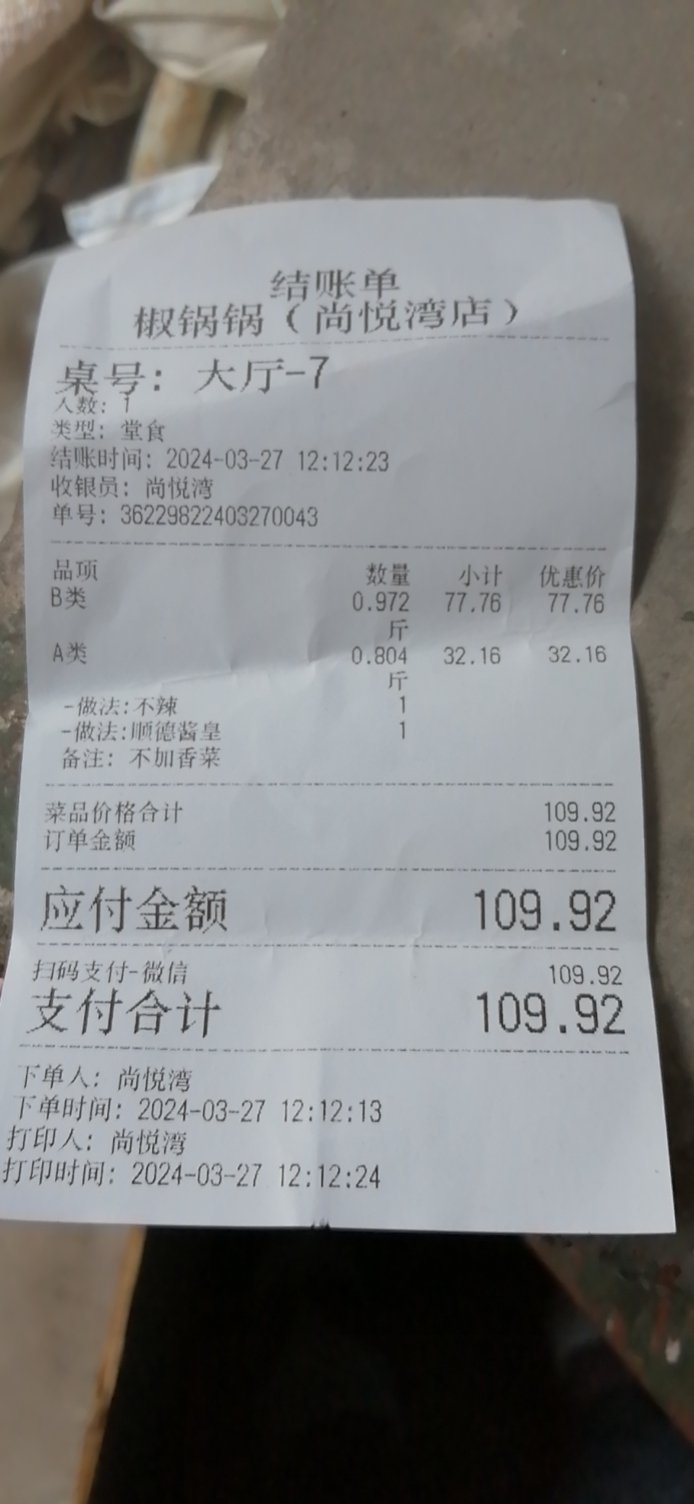 结账单
椒锅锅（尚悦湾店）
桌号: 大厅-7
人数: 1
类型: 堂食
结账时间: 2024-03-27 12:12:23
收银员: 尚悦湾
单号: 36229822403270043
品项 数量 小计 优惠价
B类 0.972 77.76 77.76
斤
A类 0.804 32.16 32.16
斤
-做法:不辣 1
-做法:顺德酱皇 1
备注: 不加香菜
菜品价格合计 109.92
订单金额 109.92
应付金额 109.92
扫码支付-微信 109.92
支付合计 109.92
下单人: 尚悦湾
下单时间: 2024-03-27 12:12:13
打印人: 尚悦湾
打印时间: 2024-03-27 12:12:24